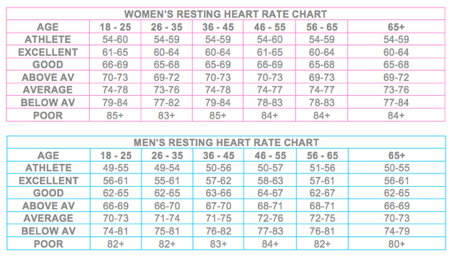 WOMEN'S RESTING HEART RATE CHART
AGE 18 - 25 26 - 35 36 - 45 46 - 55 56 - 65 65+
ATHLETE 54-60 54-59 54-59 54-60 54-59 54-59
EXCELLENT 61-65 60-64 60-64 61-65 60-64 60-64
GOOD 66-69 65-68 65-69 66-69 65-68 65-68
ABOVE AV 70-73 69-72 70-73 70-73 69-73 69-72
AVERAGE 74-78 73-76 74-78 74-77 74-77 73-76
BELOW AV 79-84 77-82 79-84 78-83 78-83 77-84
POOR 85+ 83+ 85+ 84+ 84+ 84+
MEN'S RESTING HEART RATE CHART
AGE 18 - 25 26 - 35 36 - 45 46 - 55 56 - 65 65+
ATHLETE 49-55 49-54 50-56 50-57 51-56 50-55
EXCELLENT 56-61 55-61 57-62 58-63 57-61 56-61
GOOD 62-65 62-65 63-66 64-67 62-67 62-65
ABOVE AV 66-69 66-70 67-70 68-71 68-71 66-69
AVERAGE 70-73 71-74 71-75 72-76 72-75 70-73
BELOW AV 74-81 75-81 76-82 77-83 76-81 74-79
POOR 82+ 82+ 83+ 84+ 82+ 80+